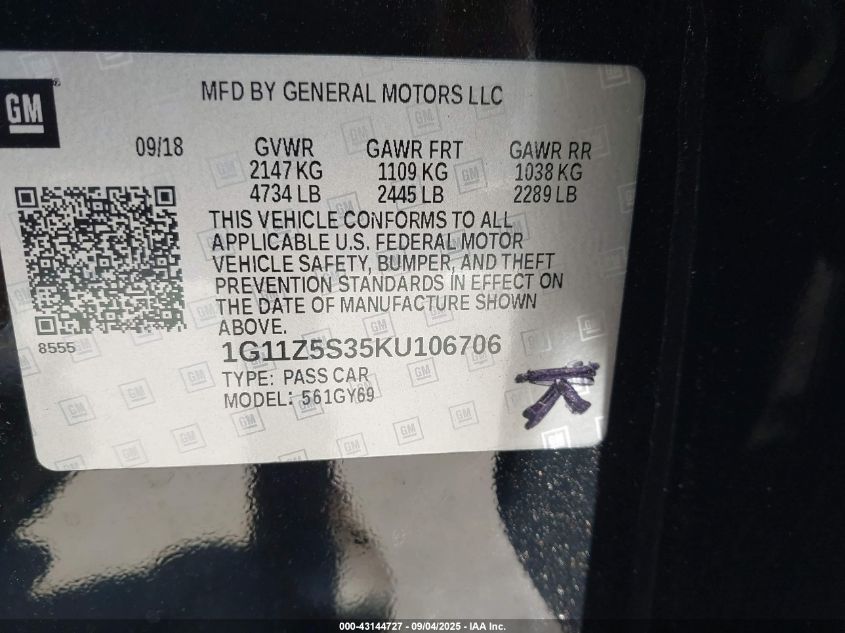 GM
MFD BY GENERAL MOTORS LLC
09/18 GVWR GAWR FRT GAWR RR
2147 KG 1109 KG 1038 KG
4734 LB 2445 LB 2289 LB
THIS VEHICLE CONFORMS TO ALL
APPLICABLE U.S. FEDERAL MOTOR
VEHICLE SAFETY, BUMPER, AND THEFT
PREVENTION STANDARDS IN EFFECT ON
THE DATE OF MANUFACTURE SHOWN
ABOVE.
8555
1G11Z5S35KU106706
TYPE: PASS CAR
MODEL: 561GY69
000-43144727 - 09/04/2025 - IAA Inc.